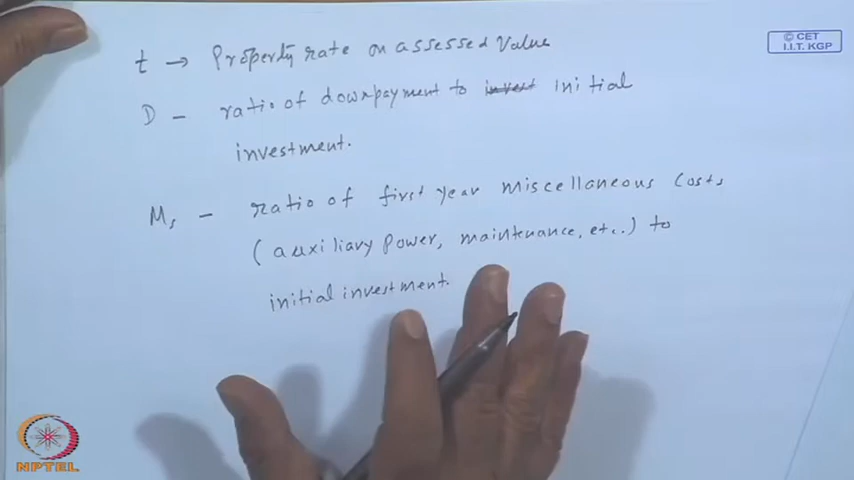 © CET
I.I.T. KGP
t → Property rate on assessed Value
D - ratio of downpayment to invest initial
investment.
Ms - ratio of first year miscellaneous costs
(auxiliary power, maintenance, etc..) to
initial investment.
NPTEL